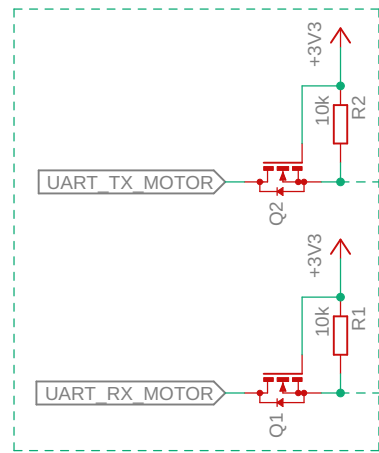 +3V3
10k
R2
UART_TX_MOTOR
Q2
+3V3
10k
R1
UART_RX_MOTOR
Q1